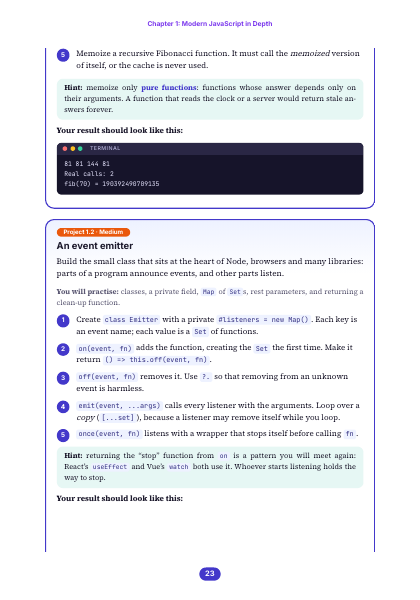 Chapter 1: Modern JavaScript in Depth
5 Memoize a recursive Fibonacci function. It must call the memoized version
of itself, or the cache is never used.
Hint: memoize only pure functions: functions whose answer depends only on
their arguments. A function that reads the clock or a server would return stale an-
swers forever.
Your result should look like this:
TERMINAL
81 81 144 81
Real calls: 2
fib(70) = 190392490709135
Project 1.2 · Medium
An event emitter
Build the small class that sits at the heart of Node, browsers and many libraries:
parts of a program announce events, and other parts listen.
You will practise: classes, a private field, Map of Set s, rest parameters, and returning a
clean-up function.
1 Create class Emitter with a private #listeners = new Map() . Each key is
an event name; each value is a Set of functions.
2 on(event, fn) adds the function, creating the Set the first time. Make it
return () => this.off(event, fn) .
3 off(event, fn) removes it. Use ?. so that removing from an unknown
event is harmless.
4 emit(event, ...args) calls every listener with the arguments. Loop over a
copy ( [...set] ), because a listener may remove itself while you loop.
5 once(event, fn) listens with a wrapper that stops itself before calling fn .
Hint: returning the “stop” function from on is a pattern you will meet again:
React's useEffect and Vue's watch both use it. Whoever starts listening holds the
way to stop.
Your result should look like this:
23